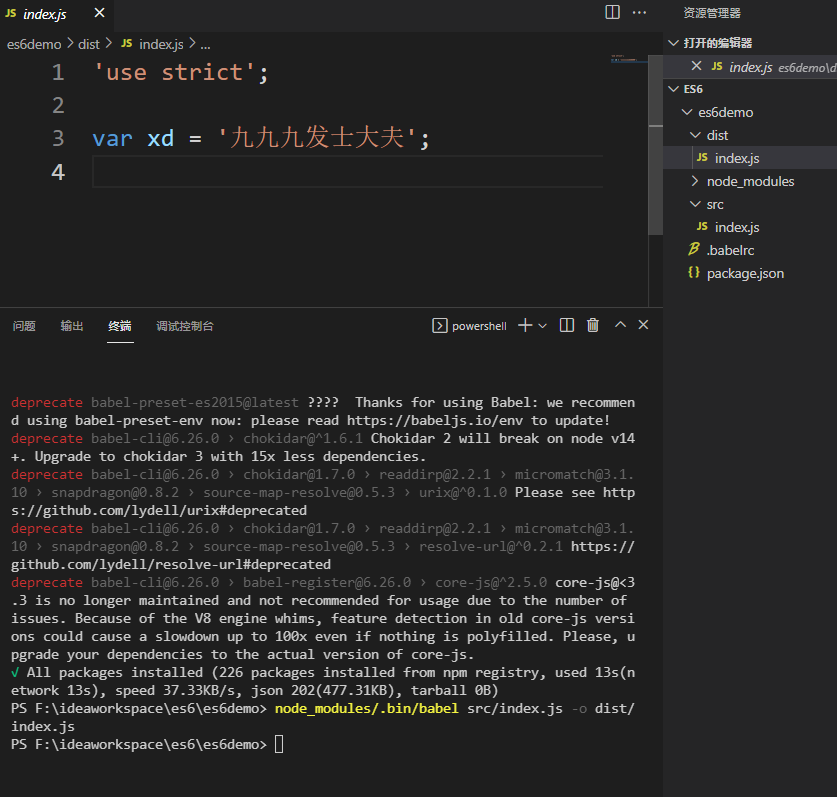 JS index.js ×
es6demo > dist > JS index.js > ...
1 'use strict';
2
3 var xd = '九九九发士大夫';
4
资源管理器
打开的编辑器
× JS index.js es6demo\d
ES6
es6demo
dist
JS index.js
node_modules
src
JS index.js
.babelrc
{} package.json
问题 输出 终端 调试控制台 powershell
deprecate babel-preset-es2015@latest ????  Thanks for using Babel: we recommen
d using babel-preset-env now: please read https://babeljs.io/env to update!
deprecate babel-cli@6.26.0 › chokidar@^1.6.1 Chokidar 2 will break on node v14
+. Upgrade to chokidar 3 with 15x less dependencies.
deprecate babel-cli@6.26.0 › chokidar@1.7.0 › readdirp@2.2.1 › micromatch@3.1.
10 › snapdragon@0.8.2 › source-map-resolve@0.5.3 › urix@^0.1.0 Please see http
s://github.com/lydell/urix#deprecated
deprecate babel-cli@6.26.0 › chokidar@1.7.0 › readdirp@2.2.1 › micromatch@3.1.
10 › snapdragon@0.8.2 › source-map-resolve@0.5.3 › resolve-url@^0.2.1 https://
github.com/lydell/resolve-url#deprecated
deprecate babel-cli@6.26.0 › babel-register@6.26.0 › core-js@^2.5.0 core-js@<3
.3 is no longer maintained and not recommended for usage due to the number of
issues. Because of the V8 engine whims, feature detection in old core-js versi
ons could cause a slowdown up to 100x even if nothing is polyfilled. Please, u
pgrade your dependencies to the actual version of core-js.
√ All packages installed (226 packages installed from npm registry, used 13s(n
etwork 13s), speed 37.33KB/s, json 202(477.31KB), tarball 0B)
PS F:\ideaworkspace\es6\es6demo> node_modules/.bin/babel src/index.js -o dist/
index.js
PS F:\ideaworkspace\es6\es6demo>